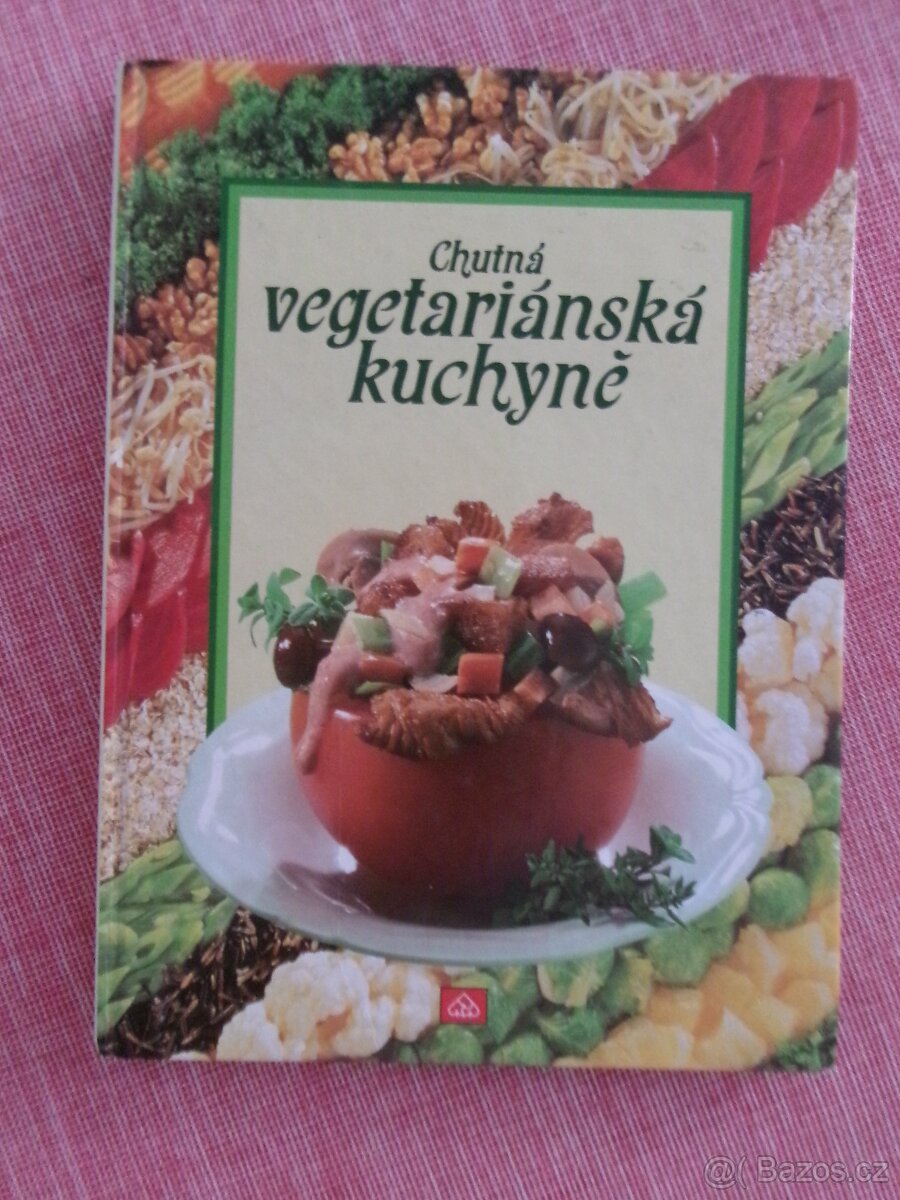 Chutná
vegetariánská
kuchyně
@( Bazos.cz